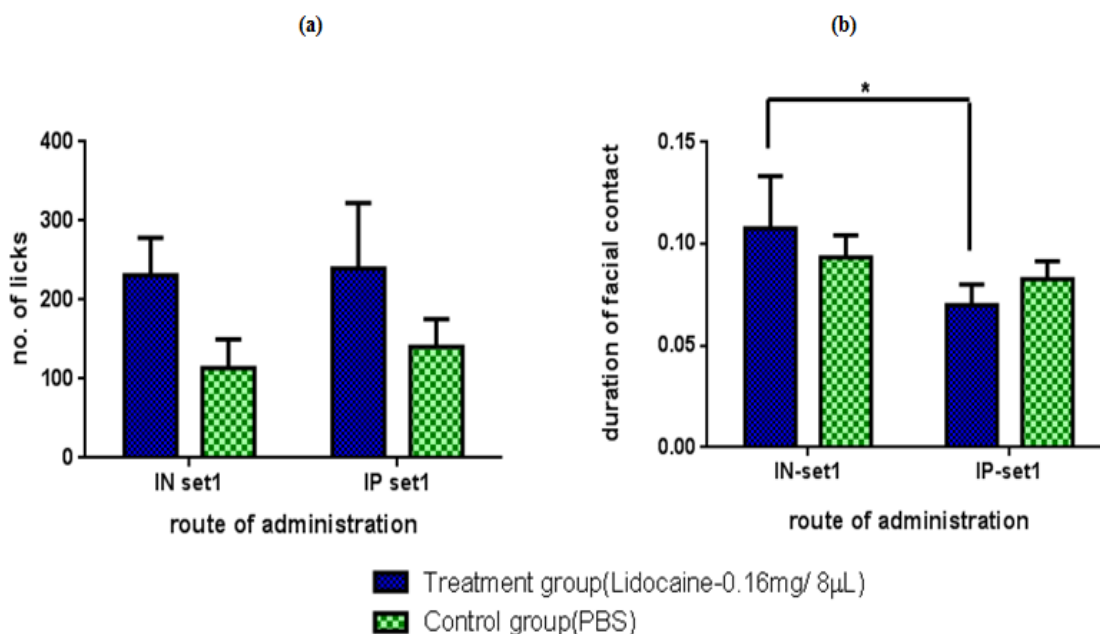 (a)
400
300
200
100
0
no. of licks
IN set1
IP set1
route of administration
(b)
*
0.15
0.10
0.05
0.00
duration of facial contact
IN-set1
IP-set1
route of administration
Treatment group(Lidocaine-0.16mg/ 8µL)
Control group(PBS)